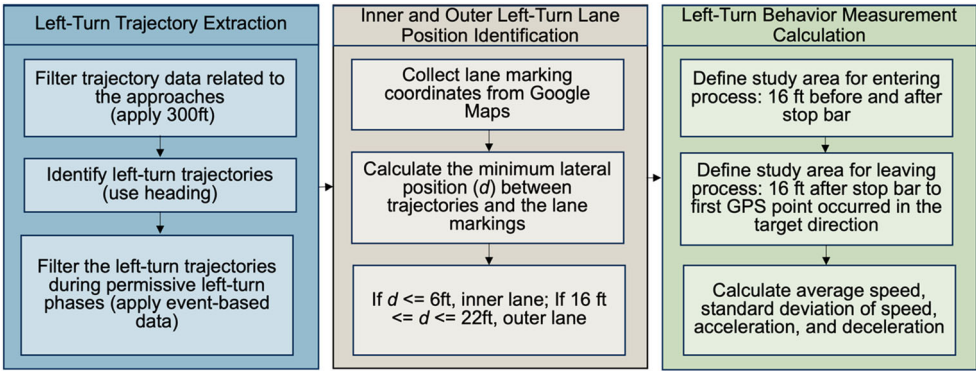 Left-Turn Trajectory Extraction
Filter trajectory data related to
the approaches
(apply 300ft)
Identify left-turn trajectories
(use heading)
Filter the left-turn trajectories
during permissive left-turn
phases (apply event-based
data)
Inner and Outer Left-Turn Lane
Position Identification
Collect lane marking
coordinates from Google
Maps
Calculate the minimum lateral
position (d) between
trajectories and the lane
markings
If d <= 6ft, inner lane; If 16 ft
<= d <= 22ft, outer lane
Left-Turn Behavior Measurement
Calculation
Define study area for entering
process: 16 ft before and after
stop bar
Define study area for leaving
process: 16 ft after stop bar to
first GPS point occurred in the
target direction
Calculate average speed,
standard deviation of speed,
acceleration, and deceleration